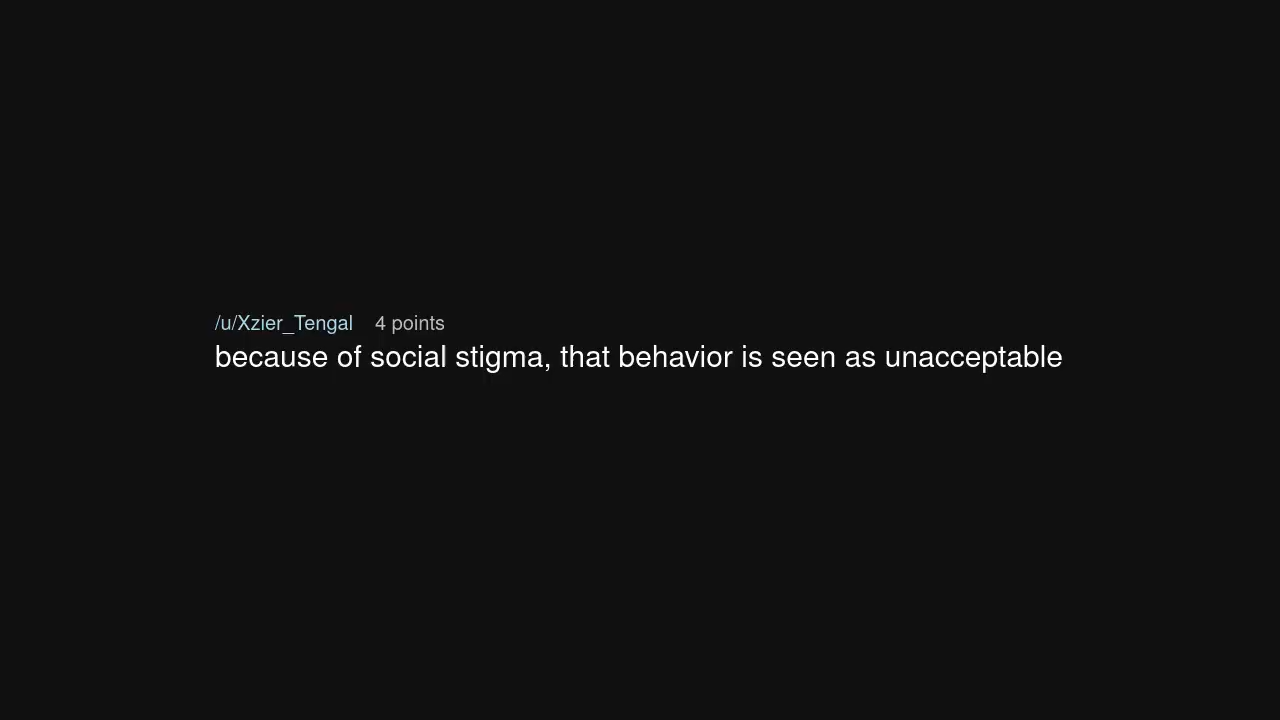 /u/Xzier_Tengal 4 points
because of social stigma, that behavior is seen as unacceptable